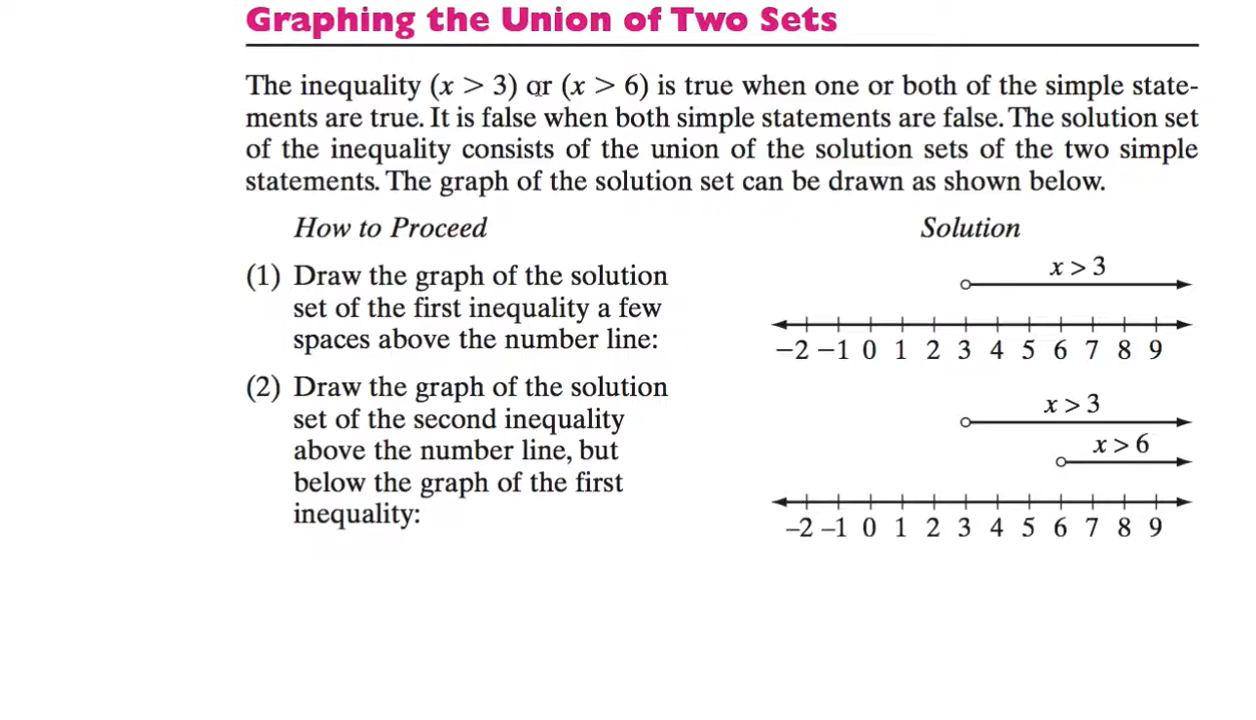 Graphing the Union of Two Sets
The inequality (x > 3) or (x > 6) is true when one or both of the simple state-
ments are true. It is false when both simple statements are false. The solution set
of the inequality consists of the union of the solution sets of the two simple
statements. The graph of the solution set can be drawn as shown below.
How to Proceed
Solution
(1) Draw the graph of the solution
set of the first inequality a few
spaces above the number line:
x > 3
−2 −1 0 1 2 3 4 5 6 7 8 9
(2) Draw the graph of the solution
set of the second inequality
above the number line, but
below the graph of the first
inequality:
x > 3
x > 6
−2 −1 0 1 2 3 4 5 6 7 8 9